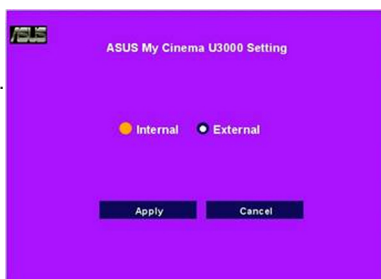 ASUS
ASUS My Cinema U3000 Setting
Internal
External
Apply
Cancel